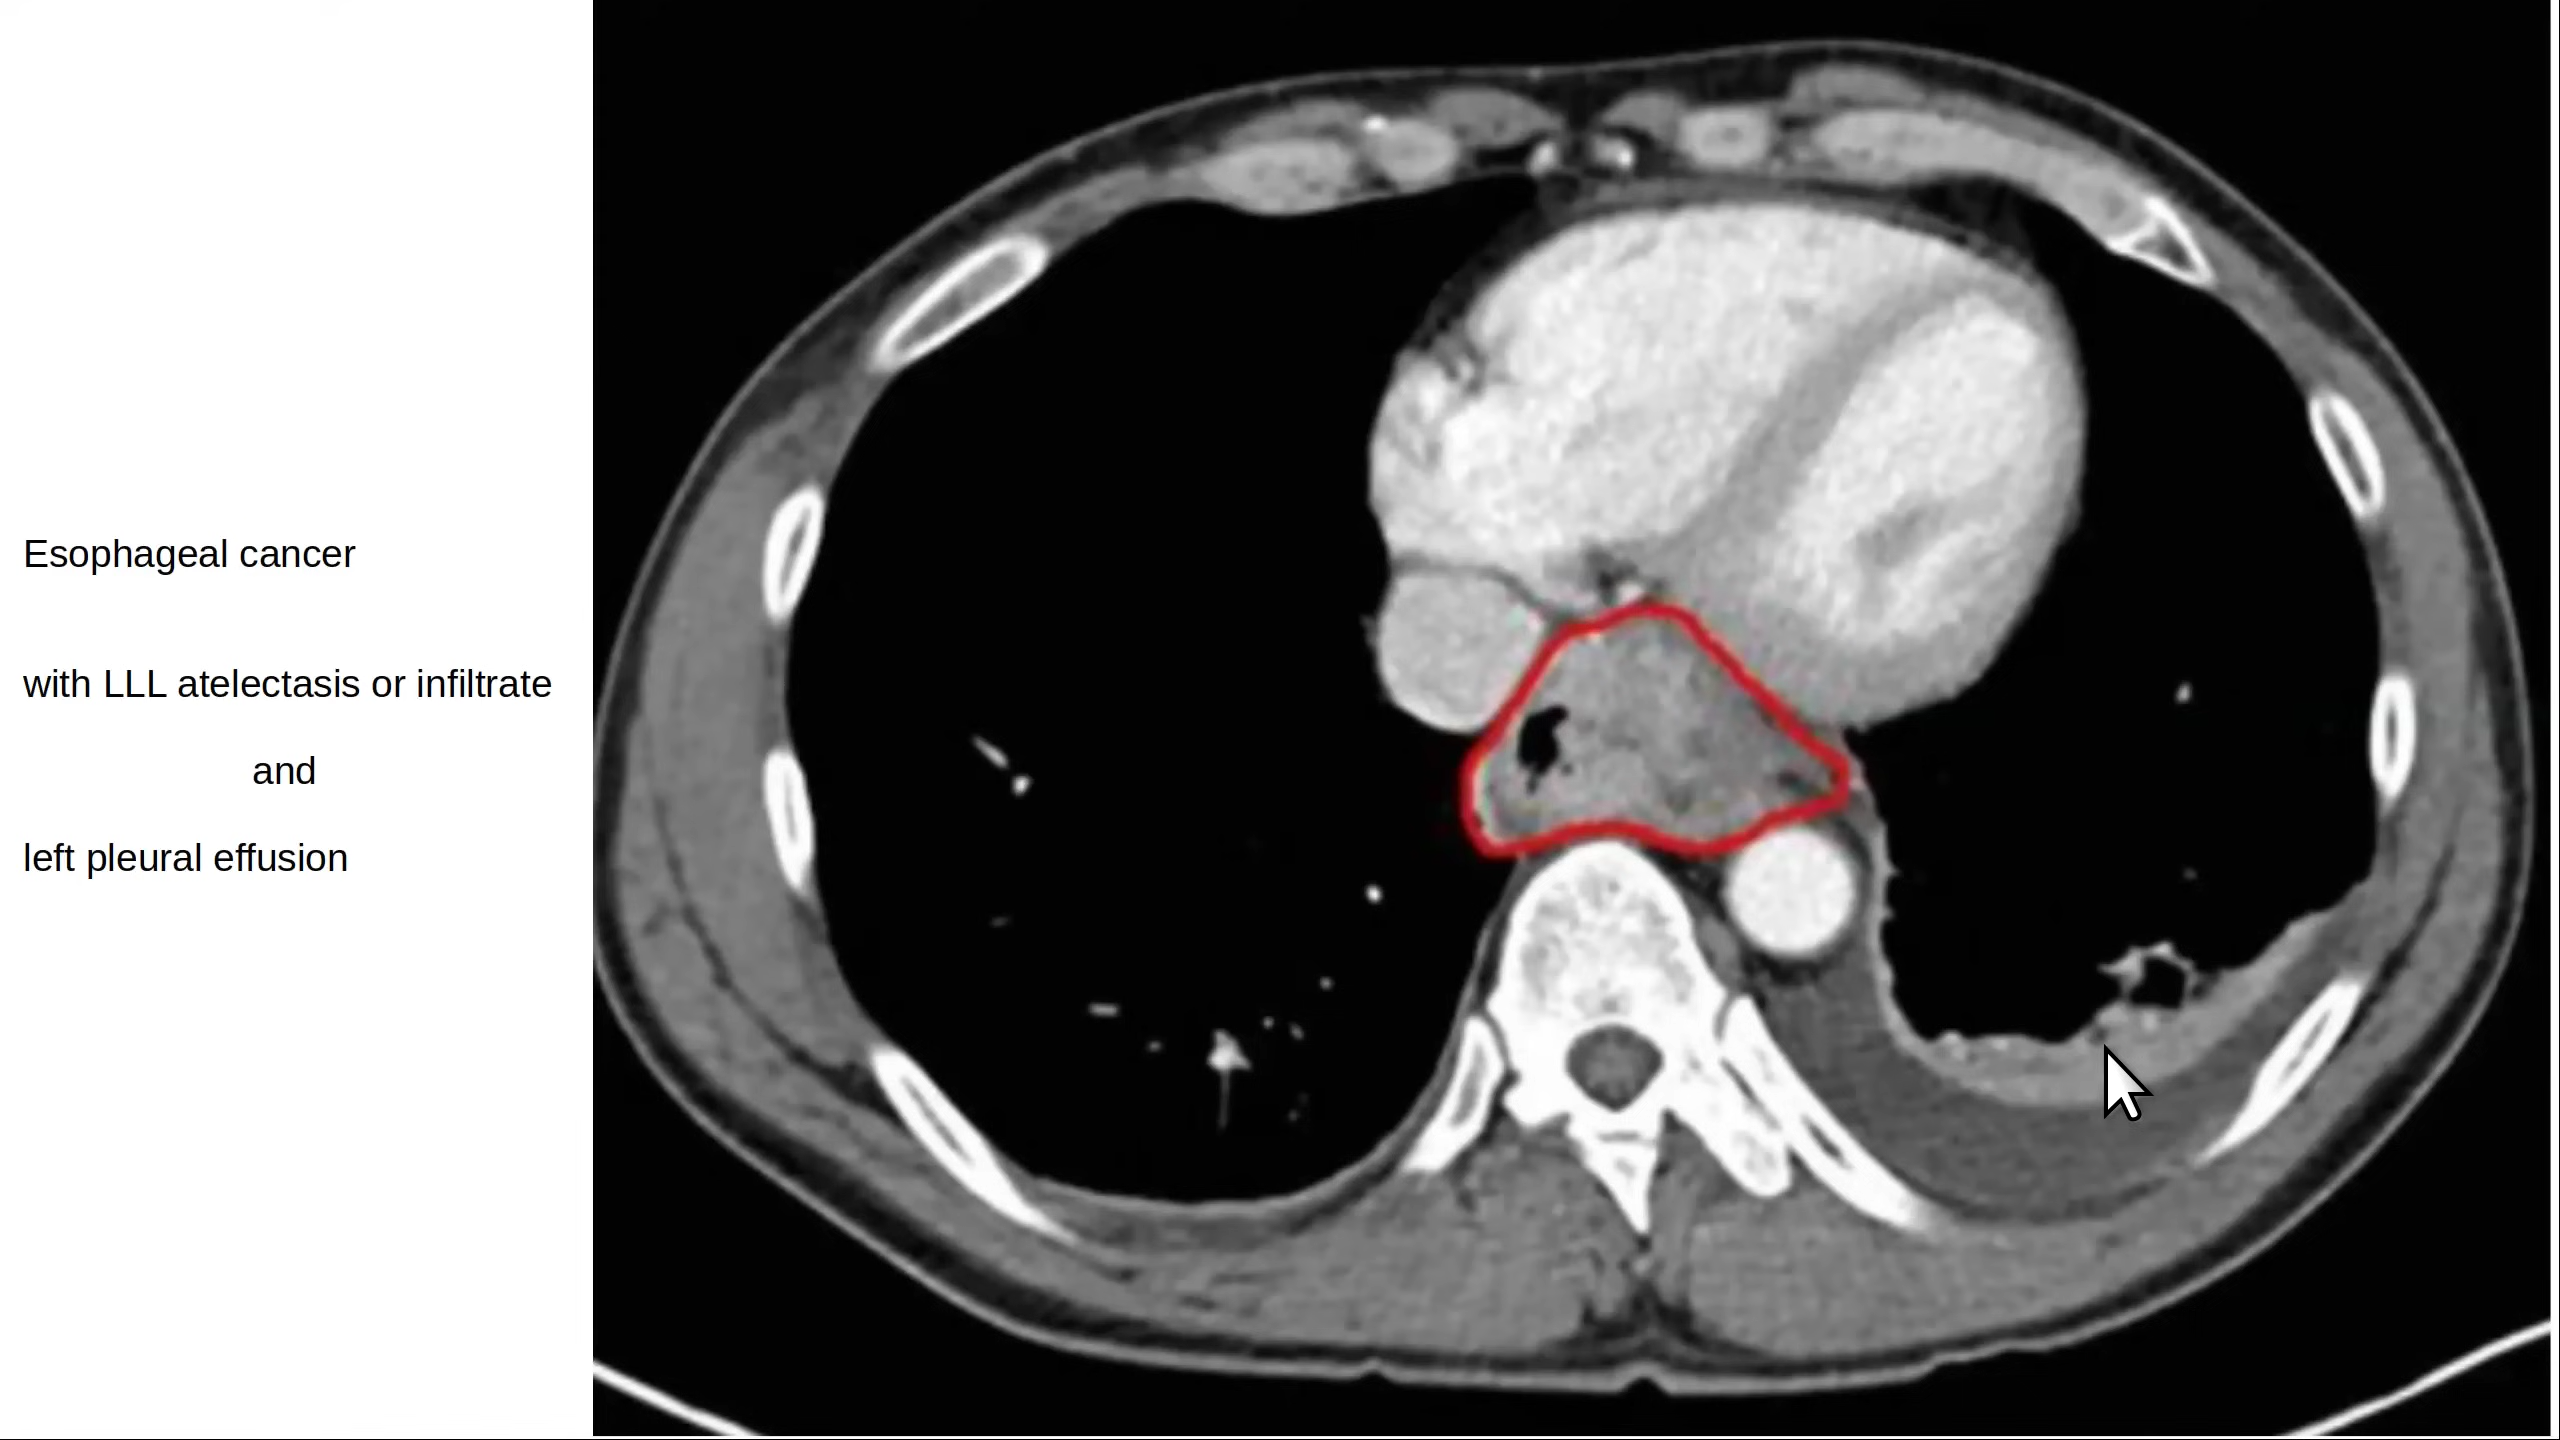 Esophageal cancer
with LLL atelectasis or infiltrate
and
left pleural effusion